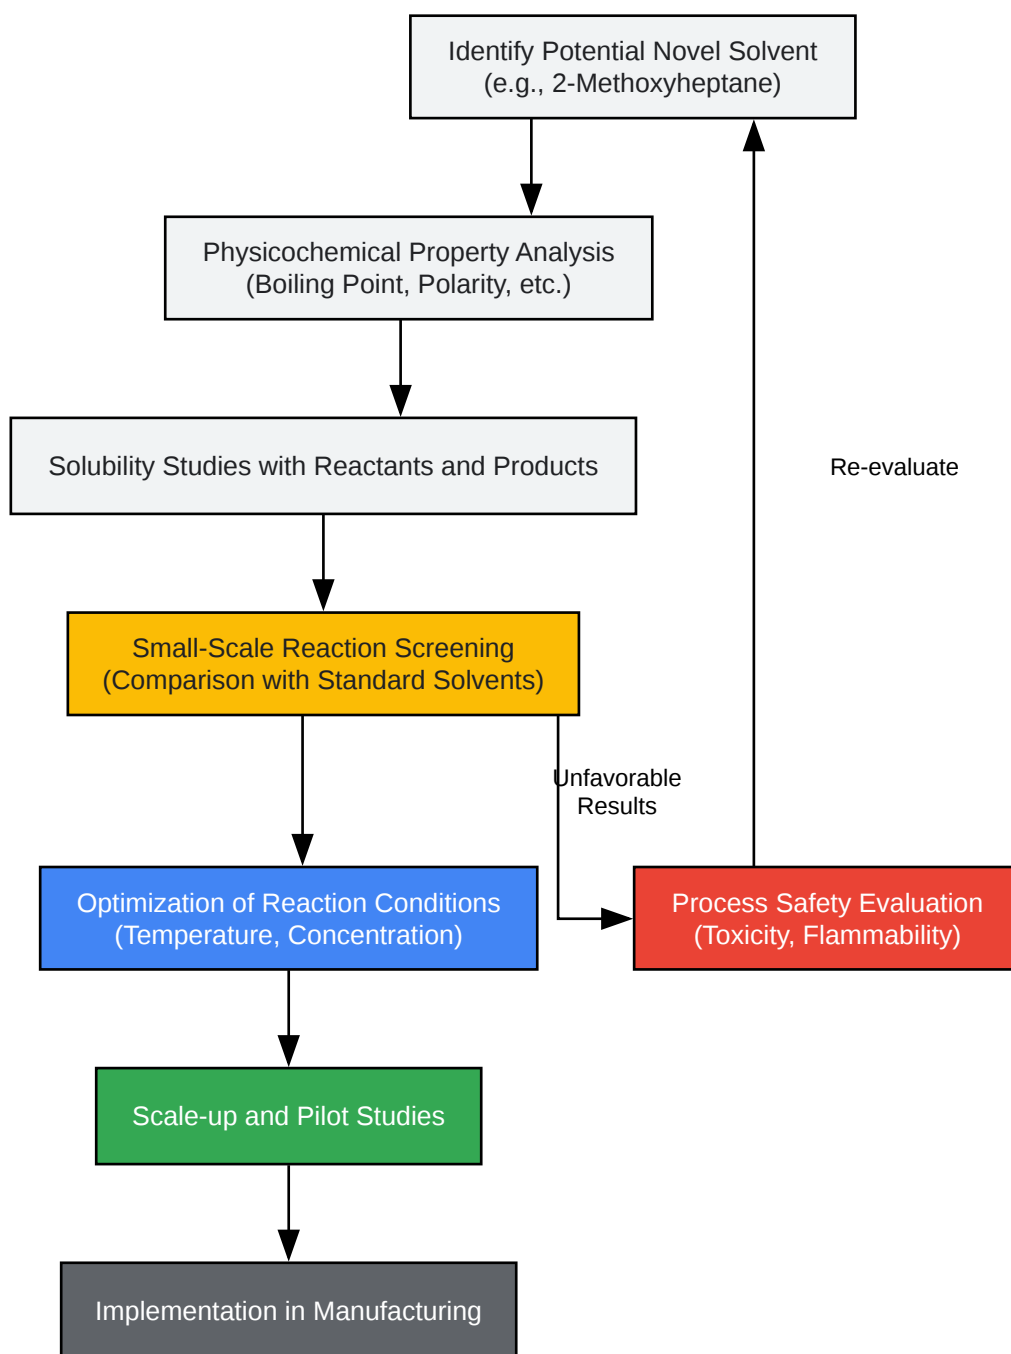 Identify Potential Novel Solvent
(e.g., 2-Methoxyheptane)
Physicochemical Property Analysis
(Boiling Point, Polarity, etc.)
Solubility Studies with Reactants and Products
Re-evaluate
Small-Scale Reaction Screening
(Comparison with Standard Solvents)
Unfavorable
Results
Optimization of Reaction Conditions
(Temperature, Concentration)
Process Safety Evaluation
(Toxicity, Flammability)
Scale-up and Pilot Studies
Implementation in Manufacturing